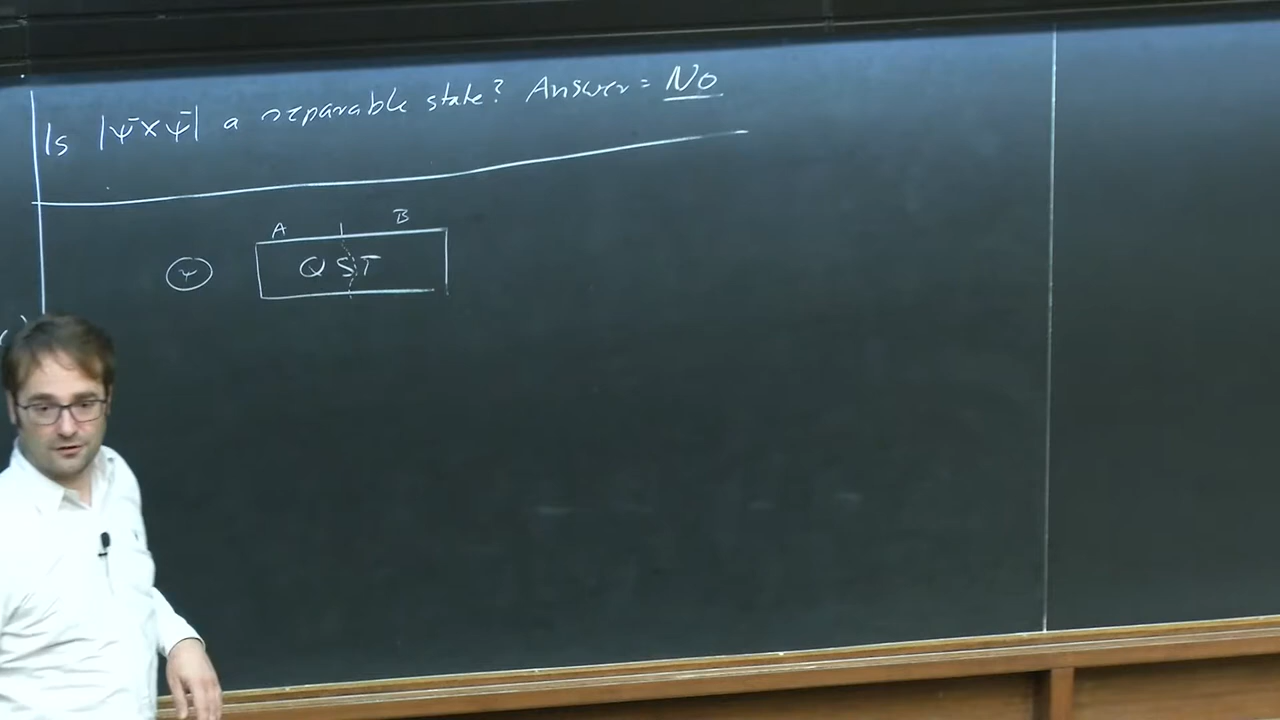 Is |ψ⁻⟩⟨ψ⁻| a separable state? Answer = No
A B
ψ QST